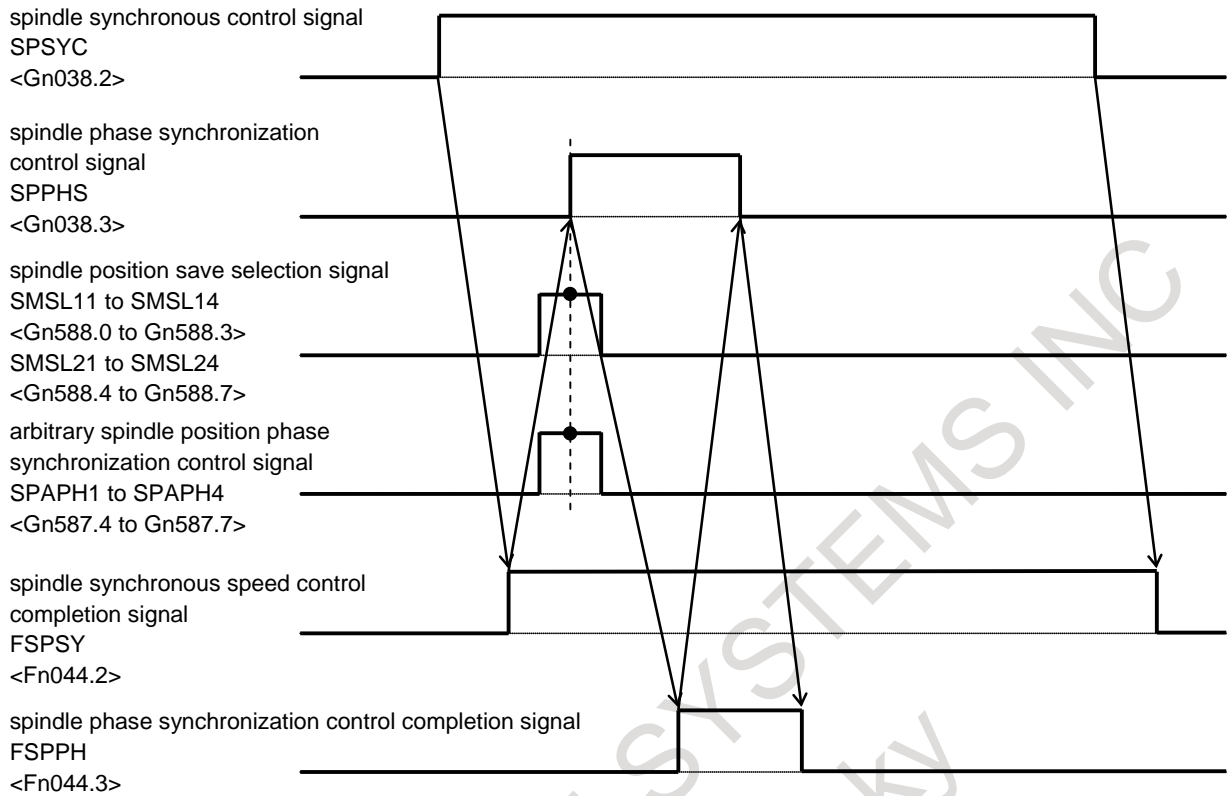 spindle synchronous control signal
SPSYC
<Gn038.2>
spindle phase synchronization
control signal
SPPHS
<Gn038.3>
spindle position save selection signal
SMSL11 to SMSL14
<Gn588.0 to Gn588.3>
SMSL21 to SMSL24
<Gn588.4 to Gn588.7>
arbitrary spindle position phase
synchronization control signal
SPAPH1 to SPAPH4
<Gn587.4 to Gn587.7>
spindle synchronous speed control
completion signal
FSPSY
<Fn044.2>
spindle phase synchronization control completion signal
FSPPH
<Fn044.3>
SYSTEMS INC
ky